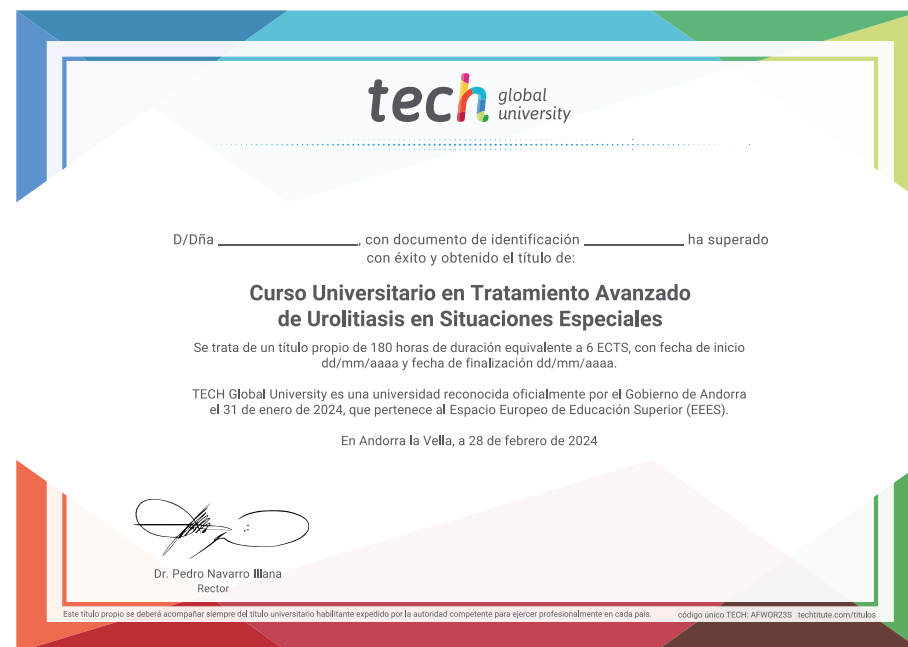 tech global university
D/Dña ____________, con documento de identificación ____________ ha superado
con éxito y obtenido el título de:
Curso Universitario en Tratamiento Avanzado
de Urolitiasis en Situaciones Especiales
Se trata de un título propio de 180 horas de duración equivalente a 6 ECTS, con fecha de inicio
dd/mm/aaaa y fecha de finalización dd/mm/aaaa.
TECH Global University es una universidad reconocida oficialmente por el Gobierno de Andorra
el 31 de enero de 2024, que pertenece al Espacio Europeo de Educación Superior (EEES).
En Andorra la Vella, a 28 de febrero de 2024
Dr. Pedro Navarro Illana
Rector
Este título propio se deberá acompañar siempre del título universitario habilitante expedido por la autoridad competente para ejercer profesionalmente en cada país. código único TECH: AFWOR23S techtitute.com/titulos